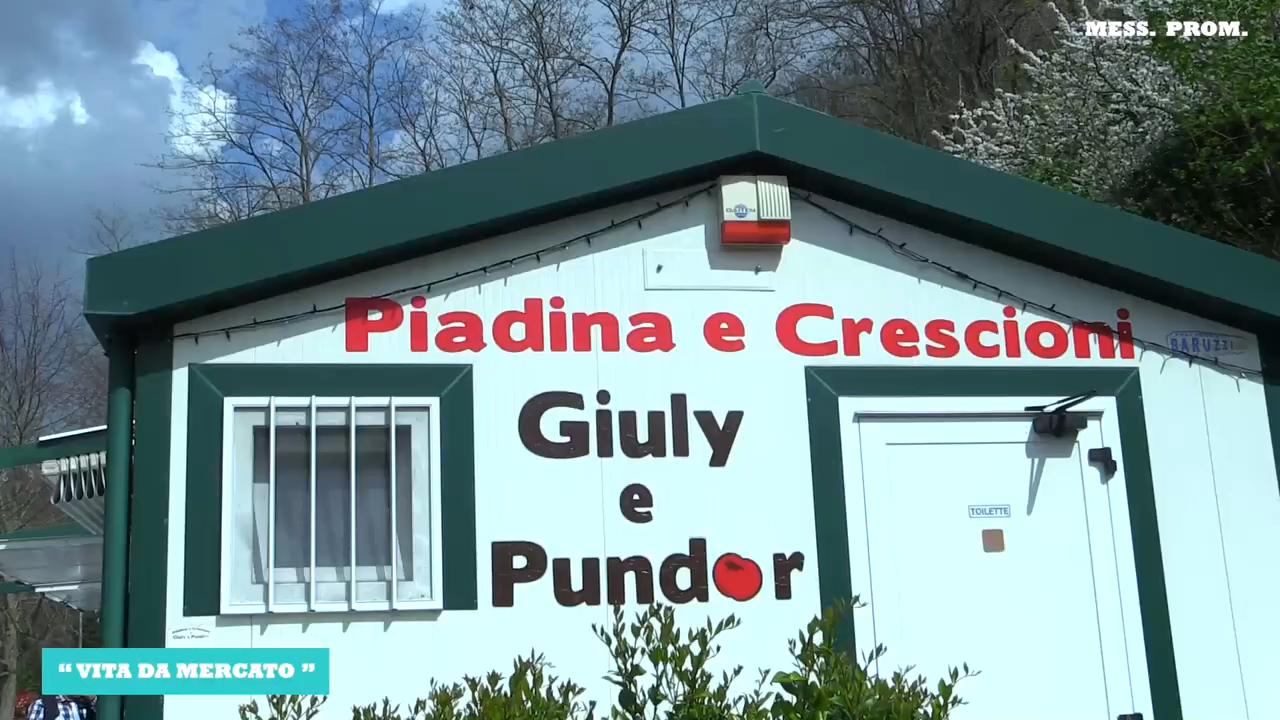 MESS. PROM.
Piadina e Crescioni
BARUZZI
Giuly
e
Pundor
TOILETTE
“ VITA DA MERCATO ”